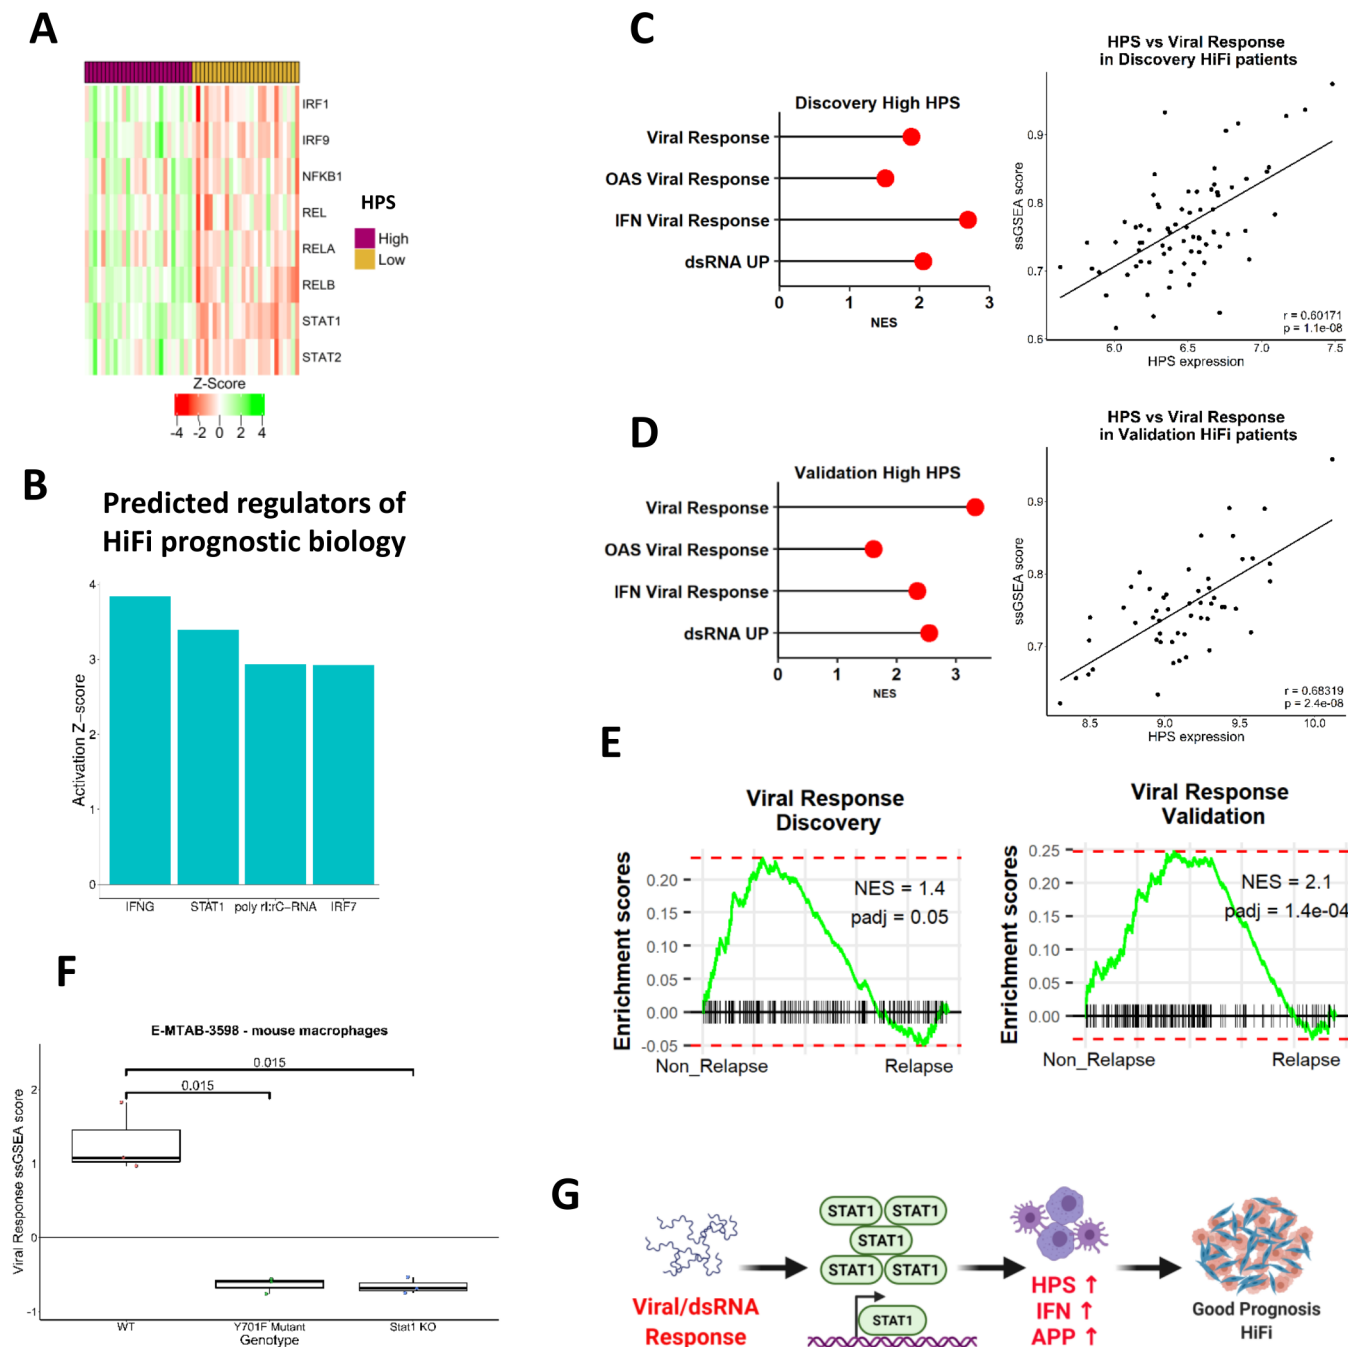 A
IRF1
IRF9
NFKB1
REL
RELA
RELB
STAT1
STAT2
HPS
High
Low
Z-Score
-4 -2 0 2 4
B
Predicted regulators of
HiFi prognostic biology
Activation Z-score
4
3
2
1
0
IFNG STAT1 poly rI:rC-RNA IRF7
C
Discovery High HPS
Viral Response
OAS Viral Response
IFN Viral Response
dsRNA UP
0 1 2 3
NES
HPS vs Viral Response
in Discovery HiFi patients
ssGSEA score
0.9
0.8
0.7
0.6
r = 0.60171
p = 1.1e-08
6.0 6.5 7.0 7.5
HPS expression
D
Validation High HPS
Viral Response
OAS Viral Response
IFN Viral Response
dsRNA UP
0 1 2 3
NES
HPS vs Viral Response
in Validation HiFi patients
ssGSEA score
0.9
0.8
0.7
r = 0.68319
p = 2.4e-08
8.5 9.0 9.5 10.0
HPS expression
E
Viral Response
Discovery
Enrichment scores
0.20
0.15
0.10
0.05
0.00
-0.05
NES = 1.4
padj = 0.05
Non_Relapse Relapse
Viral Response
Validation
Enrichment scores
0.25
0.20
0.15
0.10
0.05
0.00
NES = 2.1
padj = 1.4e-04
Non_Relapse Relapse
F
E-MTAB-3598 - mouse macrophages
Viral Response ssGSEA score
2
1
0
-1
0.015
0.015
WT Y701F Mutant Stat1 KO
Genotype
G
Viral/dsRNA
Response
STAT1 STAT1
STAT1
STAT1 STAT1
STAT1
HPS ↑
IFN ↑
APP ↑
Good Prognosis
HiFi